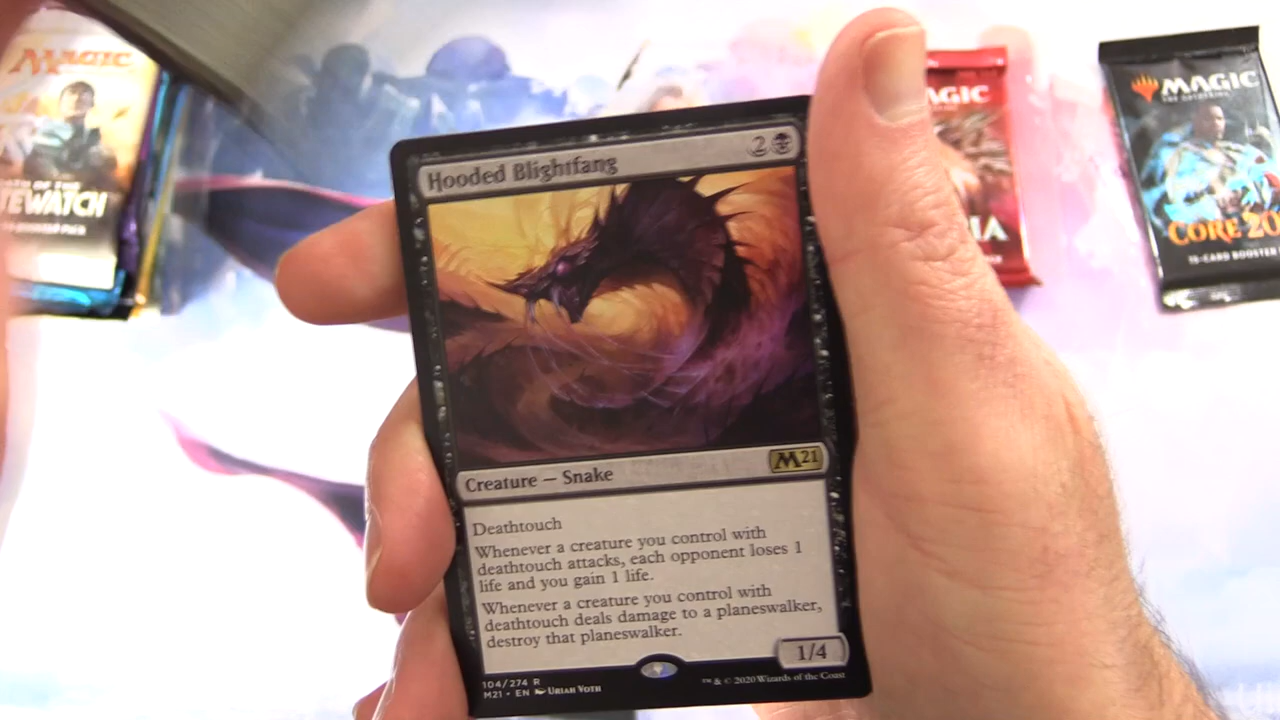 MAGIC
TEWATCH
Hooded Blightfang
2
M21
Creature — Snake
Deathtouch
Whenever a creature you control with
deathtouch attacks, each opponent loses 1
life and you gain 1 life.
Whenever a creature you control with
deathtouch deals damage to a planeswalker,
destroy that planeswalker.
1/4
104/274 R
M21 • EN Uriah Voth
™ & © 2020 Wizards of the Coast
AGIC
IA
MAGIC
THE GATHERING
CORE 20
15-CARD BOOSTER